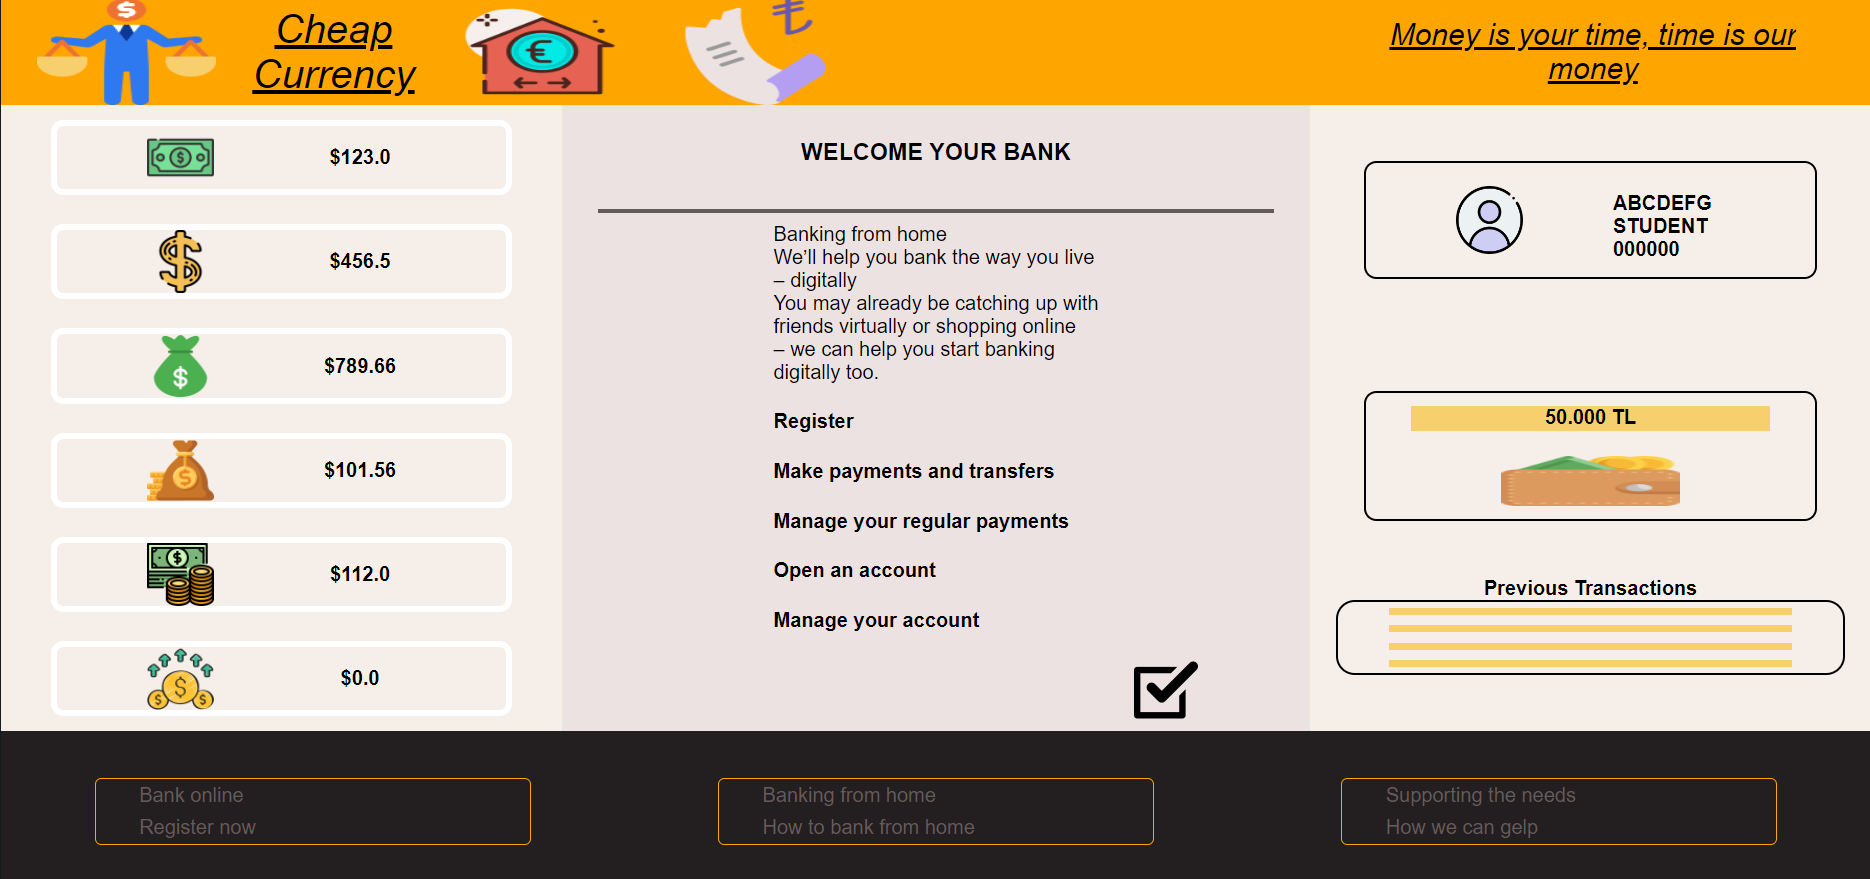 Cheap
Currency
Money is your time, time is our
money
$123.0
$456.5
$789.66
$101.56
$112.0
$0.0
WELCOME YOUR BANK
Banking from home
We’ll help you bank the way you live
– digitally
You may already be catching up with
friends virtually or shopping online
– we can help you start banking
digitally too.
Register
Make payments and transfers
Manage your regular payments
Open an account
Manage your account
ABCDEFG
STUDENT
000000
50.000 TL
Previous Transactions
Bank online
Register now
Banking from home
How to bank from home
Supporting the needs
How we can gelp